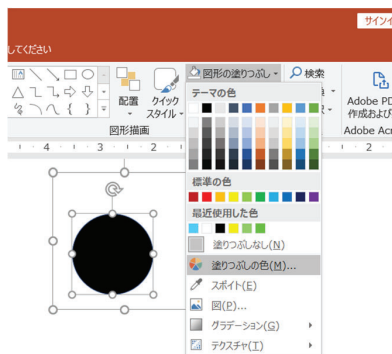 サインイ
してください
図形の塗りつぶし
検索
配置
クイック
スタイル
Adobe PD
作成および
図形描画
Adobe Acr
4 3 2 2
テーマの色
標準の色
最近使用した色
塗りつぶしなし(N)
塗りつぶしの色(M)...
スポイト(E)
図(P)...
グラデーション(G)
テクスチャ(T)